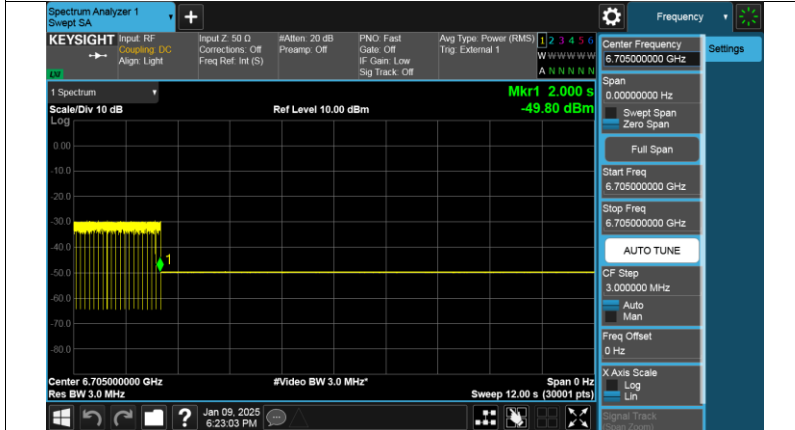 Spectrum Analyzer 1
Swept SA
Frequency
KEYSIGHT
Input: RF
Coupling: DC
Align: Light
Input Z: 50 Ω
Corrections: Off
Freq Ref: Int (S)
#Atten: 20 dB
Preamp: Off
PNO: Fast
Gate: Off
IF Gain: Low
Sig Track: Off
Avg Type: Power (RMS)
Trig: External 1
1 2 3 4 5 6
W W W W W W
A N N N N N
LXI
1 Spectrum
Mkr1 2.000 s
Scale/Div 10 dB
Ref Level 10.00 dBm
-49.80 dBm
Log
0.00
-10.0
-20.0
-30.0
-40.0
-50.0
-60.0
-70.0
-80.0
1
Center 6.705000000 GHz
#Video BW 3.0 MHz*
Span 0 Hz
Res BW 3.0 MHz
Sweep 12.00 s (30001 pts)
Center Frequency
6.705000000 GHz
Settings
Span
0.00000000 Hz
Swept Span
Zero Span
Full Span
Start Freq
6.705000000 GHz
Stop Freq
6.705000000 GHz
AUTO TUNE
CF Step
3.000000 MHz
Auto
Man
Freq Offset
0 Hz
X Axis Scale
Log
Lin
Signal Track
(Span Zoom)
?
Jan 09, 2025
6:23:03 PM